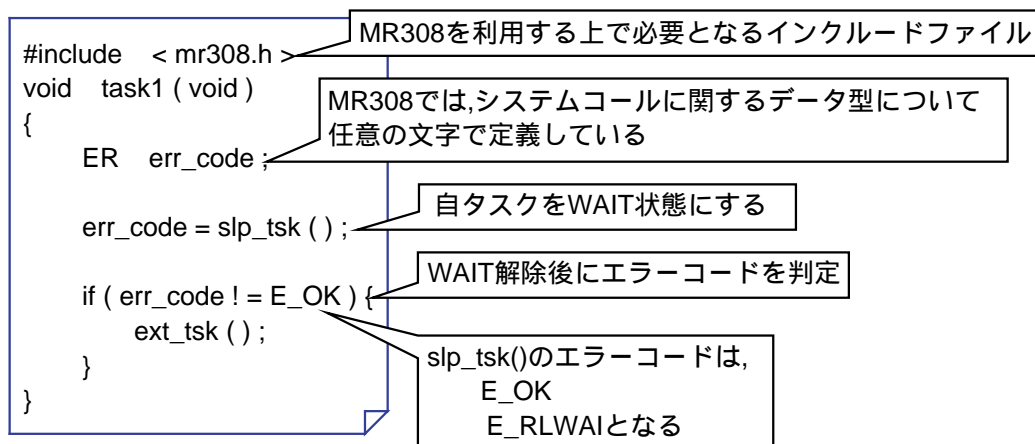 #include < mr308.h >
void task1 ( void )
{
ER err_code ;
err_code = slp_tsk ( ) ;
if ( err_code ! = E_OK ) {
ext_tsk ( ) ;
}
}
MR308を利用する上で必要となるインクルードファイル
MR308では,システムコールに関するデータ型について
任意の文字で定義している
自タスクをWAIT状態にする
WAIT解除後にエラーコードを判定
slp_tsk()のエラーコードは,
E_OK
E_RLWAIとなる